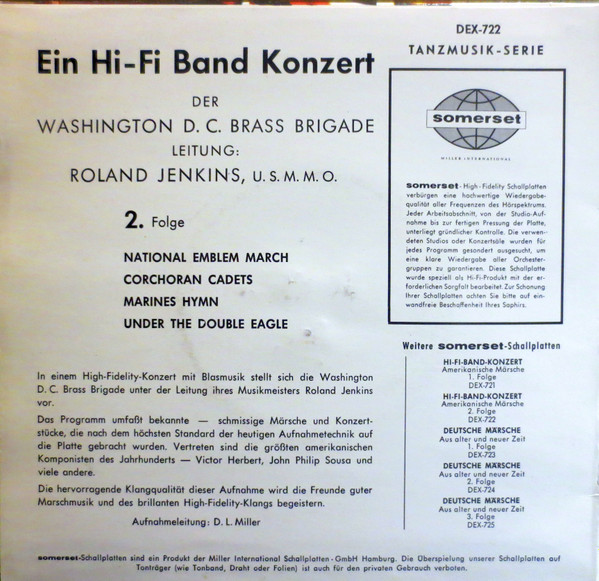 DEX-722
TANZMUSIK-SERIE
Ein Hi-Fi Band Konzert
DER
WASHINGTON D. C. BRASS BRIGADE
LEITUNG:
ROLAND JENKINS, U. S. M. M. O.
2. Folge
NATIONAL EMBLEM MARCH
CORCHORAN CADETS
MARINES HYMN
UNDER THE DOUBLE EAGLE
In einem High-Fidelity-Konzert mit Blasmusik stellt sich die Washington
D. C. Brass Brigade unter der Leitung ihres Musikmeisters Roland Jenkins
vor.
Das Programm umfaßt bekannte — schmissige Märsche und Konzert-
stücke, die nach dem höchsten Standard der heutigen Aufnahmetechnik auf
die Platte gebracht wurden. Vertreten sind die größten amerikanischen
Komponisten des Jahrhunderts — Victor Herbert, John Philip Sousa und
viele andere.
Die hervorragende Klangqualität dieser Aufnahme wird die Freunde guter
Marschmusik und des brillanten High-Fidelity-Klangs begeistern.
Aufnahmeleitung: D. L. Miller
somerset
MILLER INTERNATIONAL
somerset - High-Fidelity Schallplatten
verbürgen eine hochwertige Wiedergabe-
qualität aller Frequenzen des Hörspektrums.
Jeder Arbeitsabschnitt, von der Studio-Auf-
nahme bis zur fertigen Pressung der Platte,
unterliegt gründlicher Kontrolle. Die verwen-
deten Studios oder Konzertsäle wurden für
jedes Programm gesondert ausgesucht, um
eine klare Wiedergabe aller Orchester-
gruppen zu garantieren. Diese Schallplatte
wurde speziell als Hi-Fi-Produkt mit der er-
forderlichen Sorgfalt bearbeitet. Zur Schonung
Ihrer Schallplatten achten Sie bitte auf ein-
wandfreie Beschaffenheit Ihres Saphirs.
Weitere somerset-Schallplatten
HI-FI-BAND-KONZERT
Amerikanische Märsche
1. Folge
DEX-721
HI-FI-BAND-KONZERT
Amerikanische Märsche
2. Folge
DEX-722
DEUTSCHE MÄRSCHE
Aus alter und neuer Zeit
1. Folge
DEX-723
DEUTSCHE MÄRSCHE
Aus alter und neuer Zeit
2. Folge
DEX-724
DEUTSCHE MÄRSCHE
Aus alter und neuer Zeit
3. Folge
DEX-725
somerset-Schallplatten sind ein Produkt der Miller International Schallplatten-GmbH Hamburg. Die Überspielung unserer Schallplatten auf
Tonträger (wie Tonband, Draht oder Folien) ist auch für den privaten Gebrauch verboten.